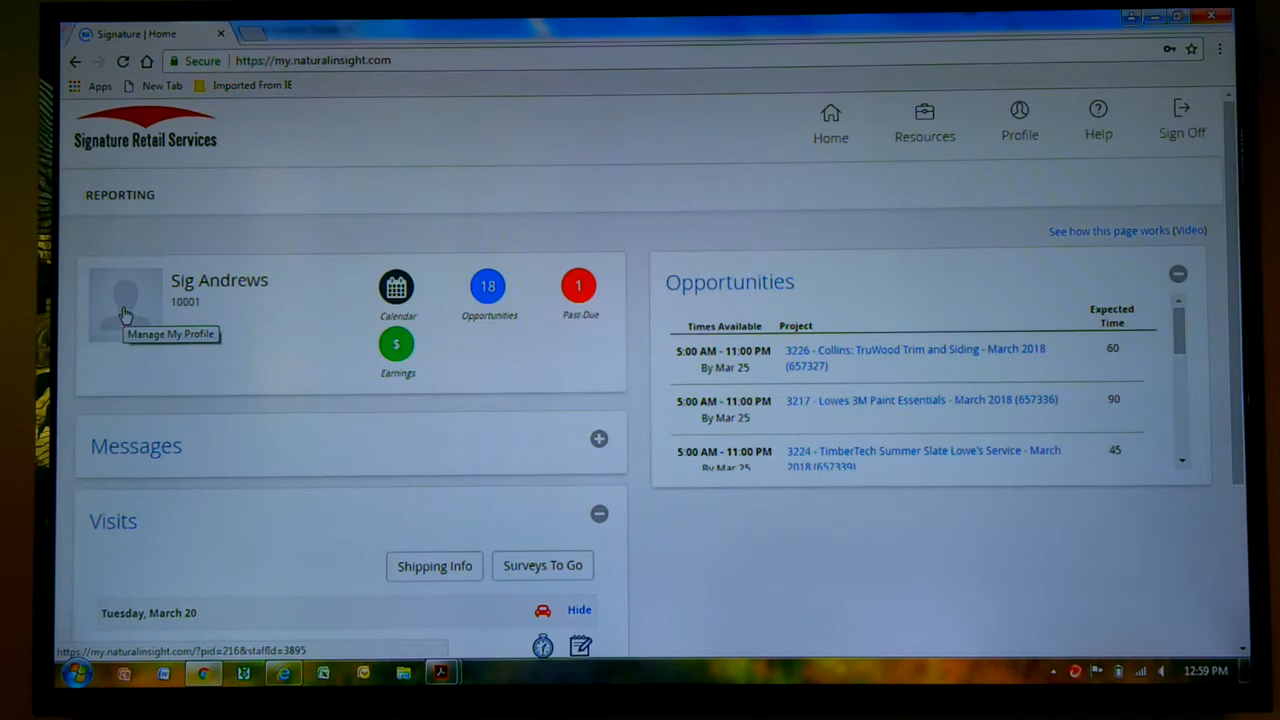 Signature | Home
Secure
https://my.naturalinsight.com
Apps
New Tab
Imported From IE
Signature Retail Services
Home
Resources
Profile
Help
Sign Off
REPORTING
See how this page works (Video)
Sig Andrews
10001
Manage My Profile
Calendar
18
Opportunities
1
Past-Due
$
Earnings
Opportunities
Times Available
Project
Expected
Time
5:00 AM - 11:00 PM
By Mar 25
3226 - Collins: TruWood Trim and Siding - March 2018
(657327)
60
5:00 AM - 11:00 PM
By Mar 25
3217 - Lowes 3M Paint Essentials - March 2018 (657336)
90
5:00 AM - 11:00 PM
By Mar 25
3224 - TimberTech Summer Slate Lowe's Service - March
2018 (657339)
45
Messages
Visits
Shipping Info
Surveys To Go
Tuesday, March 20
Hide
https://my.naturalinsight.com/?pid=216&staffId=3895
12:59 PM